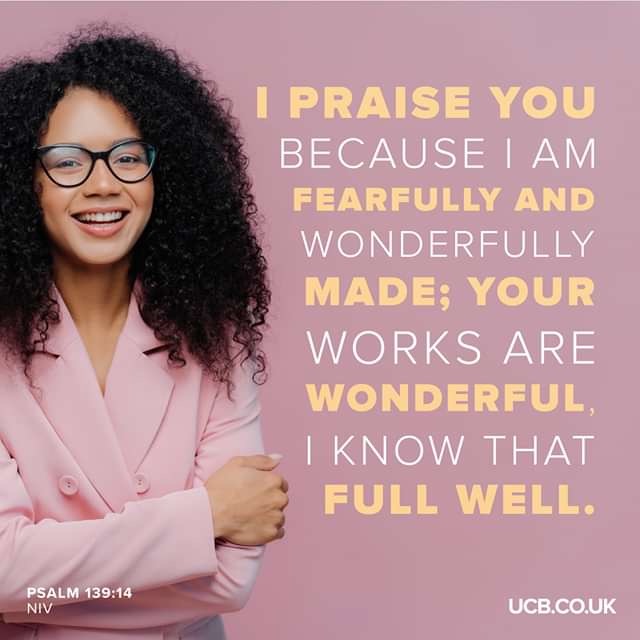 I PRAISE YOU
BECAUSE I AM
FEARFULLY AND
WONDERFULLY
MADE; YOUR
WORKS ARE
WONDERFUL,
I KNOW THAT
FULL WELL.
PSALM 139:14
NIV
UCB.CO.UK